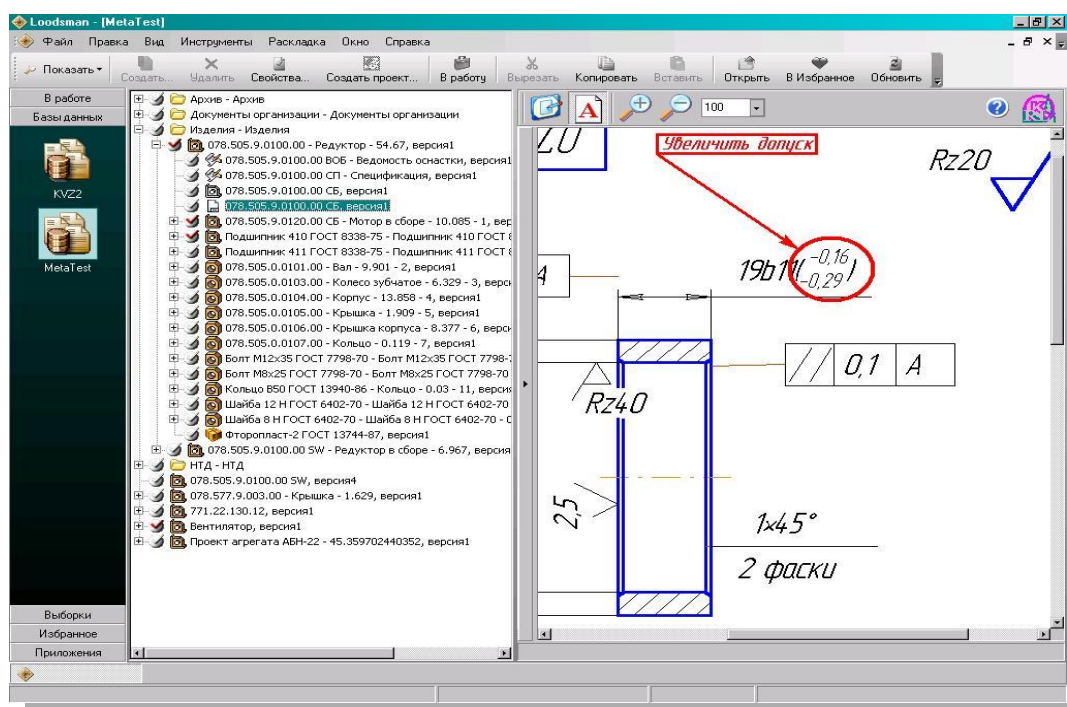 Loodsman - [MetaTest]
Файл Правка Вид Инструменты Раскладка Окно Справка
Показать Создать... Удалить Свойства... Создать проект... В работу Вырезать Копировать Вставить Открыть В Избранное Обновить
В работе
Базы данных
KVZ2
MetaTest
Выборки
Избранное
Приложения
Архив - Архив
Документы организации - Документы организации
Изделия - Изделия
078.505.9.0100.00 - Редуктор - 54.67, версия1
078.505.9.0100.00 ВОБ - Ведомость оснастки, версия1
078.505.9.0100.00 СП - Спецификация, версия1
078.505.9.0100.00 СБ, версия1
078.505.9.0100.00 СБ, версия1
078.505.9.0120.00 СБ - Мотор в сборе - 10.085 - 1, вер
Подшипник 410 ГОСТ 8338-75 - Подшипник 410 ГОСТ 8
Подшипник 411 ГОСТ 8338-75 - Подшипник 411 ГОСТ 8
078.505.0.0101.00 - Вал - 9.901 - 2, версия1
078.505.0.0103.00 - Колесо зубчатое - 6.329 - 3, верс
078.505.0.0104.00 - Корпус - 13.858 - 4, версия1
078.505.0.0105.00 - Крышка - 1.909 - 5, версия1
078.505.0.0106.00 - Крышка корпуса - 8.377 - 6, верс
078.505.0.0107.00 - Кольцо - 0.119 - 7, версия1
Болт М12х35 ГОСТ 7798-70 - Болт М12х35 ГОСТ 7798-7
Болт М8х25 ГОСТ 7798-70 - Болт М8х25 ГОСТ 7798-70
Кольцо В50 ГОСТ 13940-86 - Кольцо - 0.03 - 11, верси
Шайба 12 Н ГОСТ 6402-70 - Шайба 12 Н ГОСТ 6402-70
Шайба 8 Н ГОСТ 6402-70 - Шайба 8 Н ГОСТ 6402-70 - 0
Фторопласт-2 ГОСТ 13744-87, версия1
078.505.9.0100.00 SW - Редуктор в сборе - 6.967, версия
НТД - НТД
078.505.9.0100.00 SW, версия4
078.577.9.003.00 - Крышка - 1.629, версия1
771.22.130.12, версия1
Вентилятор, версия1
Проект агрегата АБН-22 - 45.359702440352, версия1
A 100 ?
Увеличить допуск
Rz20
19b11(-0,16
-0,29)
A
// 0,1 A
Rz40
2,5
1×45°
2 фаски